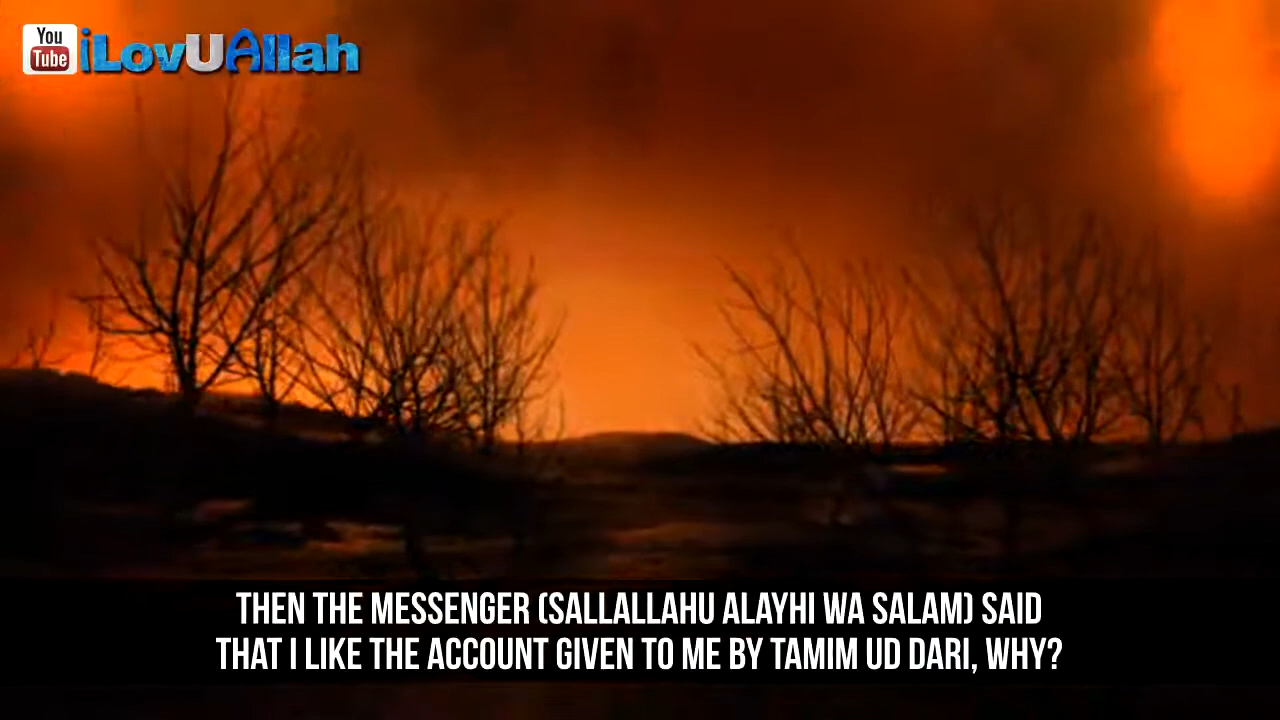 You
Tube
iLovUAllah
THEN THE MESSENGER (SALLALLAHU ALAYHI WA SALAM) SAID
THAT I LIKE THE ACCOUNT GIVEN TO ME BY TAMIM UD DARI, WHY?